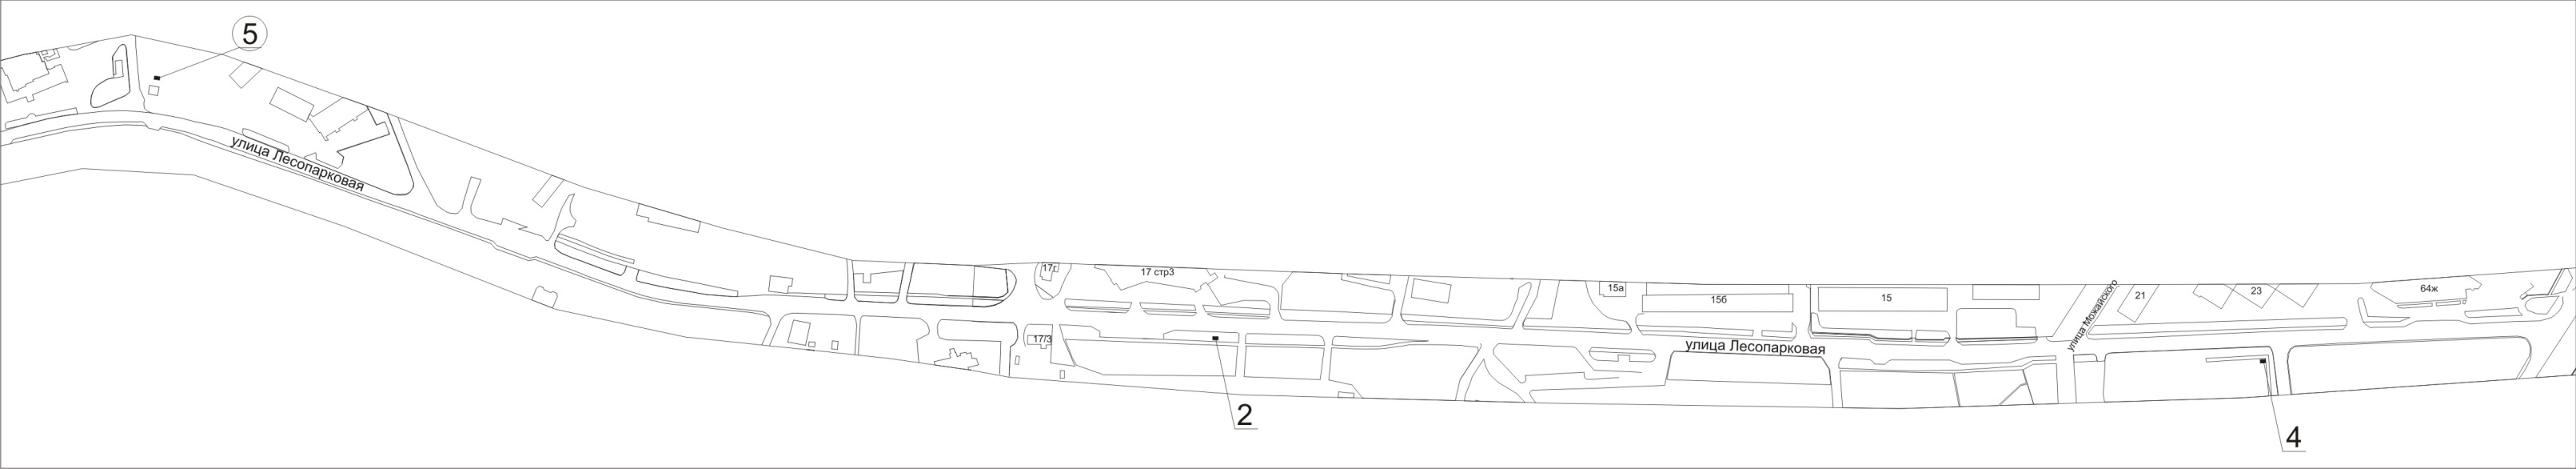 5
улица Лесопарковая
17г
17 стр3
17/3
2
15а
15б
15
улица Лесопарковая
улица Можайского
21
23
64ж
4